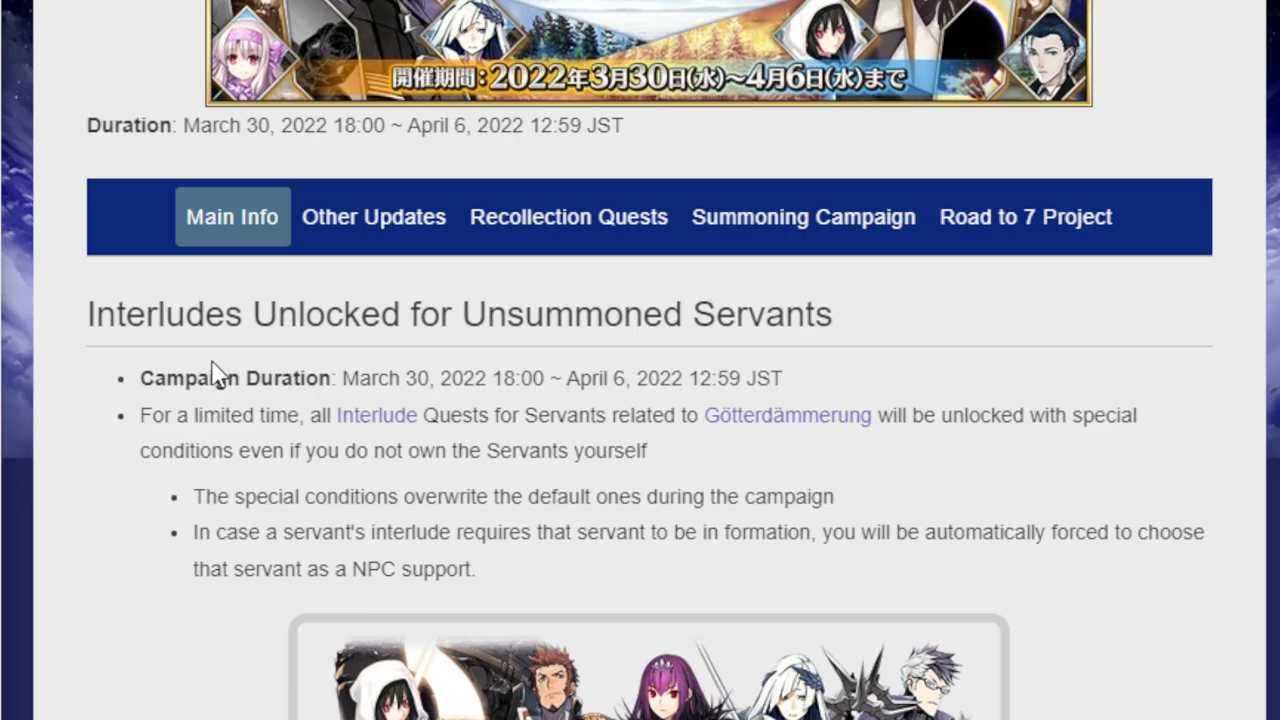 開催期間:2022年3月30日(水)~4月6日(水)まで
Duration: March 30, 2022 18:00 ~ April 6, 2022 12:59 JST
Main Info Other Updates Recollection Quests Summoning Campaign Road to 7 Project
Interludes Unlocked for Unsummoned Servants
• Campaign Duration: March 30, 2022 18:00 ~ April 6, 2022 12:59 JST
• For a limited time, all Interlude Quests for Servants related to Götterdämmerung will be unlocked with special
conditions even if you do not own the Servants yourself
• The special conditions overwrite the default ones during the campaign
• In case a servant's interlude requires that servant to be in formation, you will be automatically forced to choose
that servant as a NPC support.